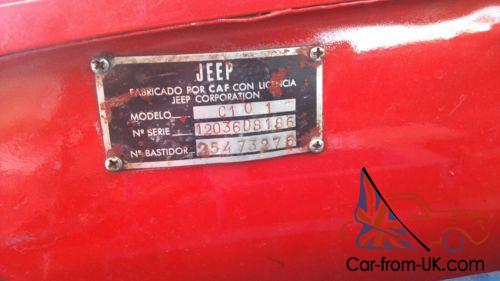 JEEP
FABRICADO POR CAF CON LICENCIA
JEEP CORPORATION
MODELO C101
Nº SERIE 12036D8186
Nº BASTIDOR 25473276
Car-from-UK.com